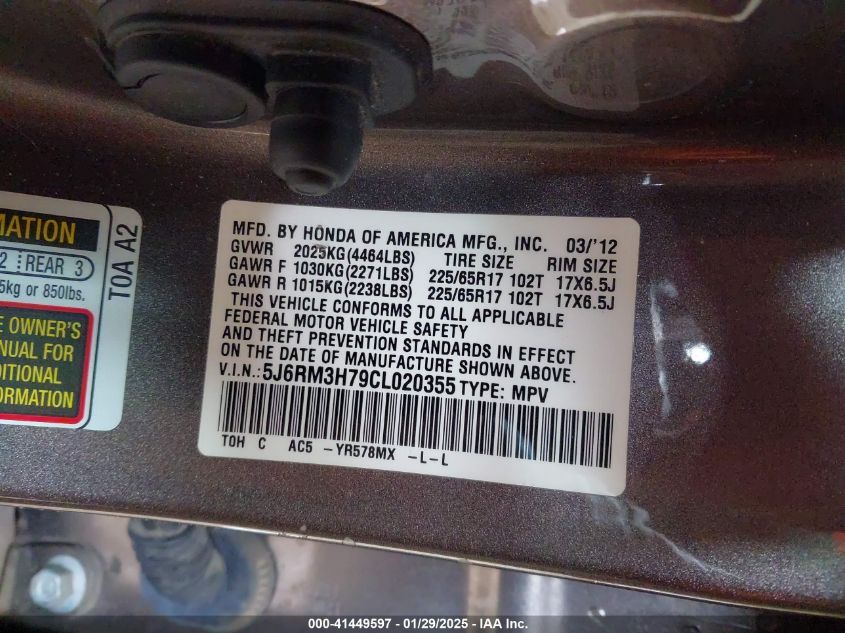 MATION
2 REAR 3
5kg or 850lbs.
E OWNER'S
NUAL FOR
DITIONAL
FORMATION
TOA A2
MFD. BY HONDA OF AMERICA MFG., INC. 03/'12
GVWR 2025KG(4464LBS) TIRE SIZE RIM SIZE
GAWR F 1030KG(2271LBS) 225/65R17 102T 17X6.5J
GAWR R 1015KG(2238LBS) 225/65R17 102T 17X6.5J
THIS VEHICLE CONFORMS TO ALL APPLICABLE
FEDERAL MOTOR VEHICLE SAFETY
AND THEFT PREVENTION STANDARDS IN EFFECT
ON THE DATE OF MANUFACTURE SHOWN ABOVE.
V.I.N.:5J6RM3H79CL020355 TYPE: MPV
TOH C AC5 -YR578MX -L-L
000-41449597 - 01/29/2025 - IAA Inc.